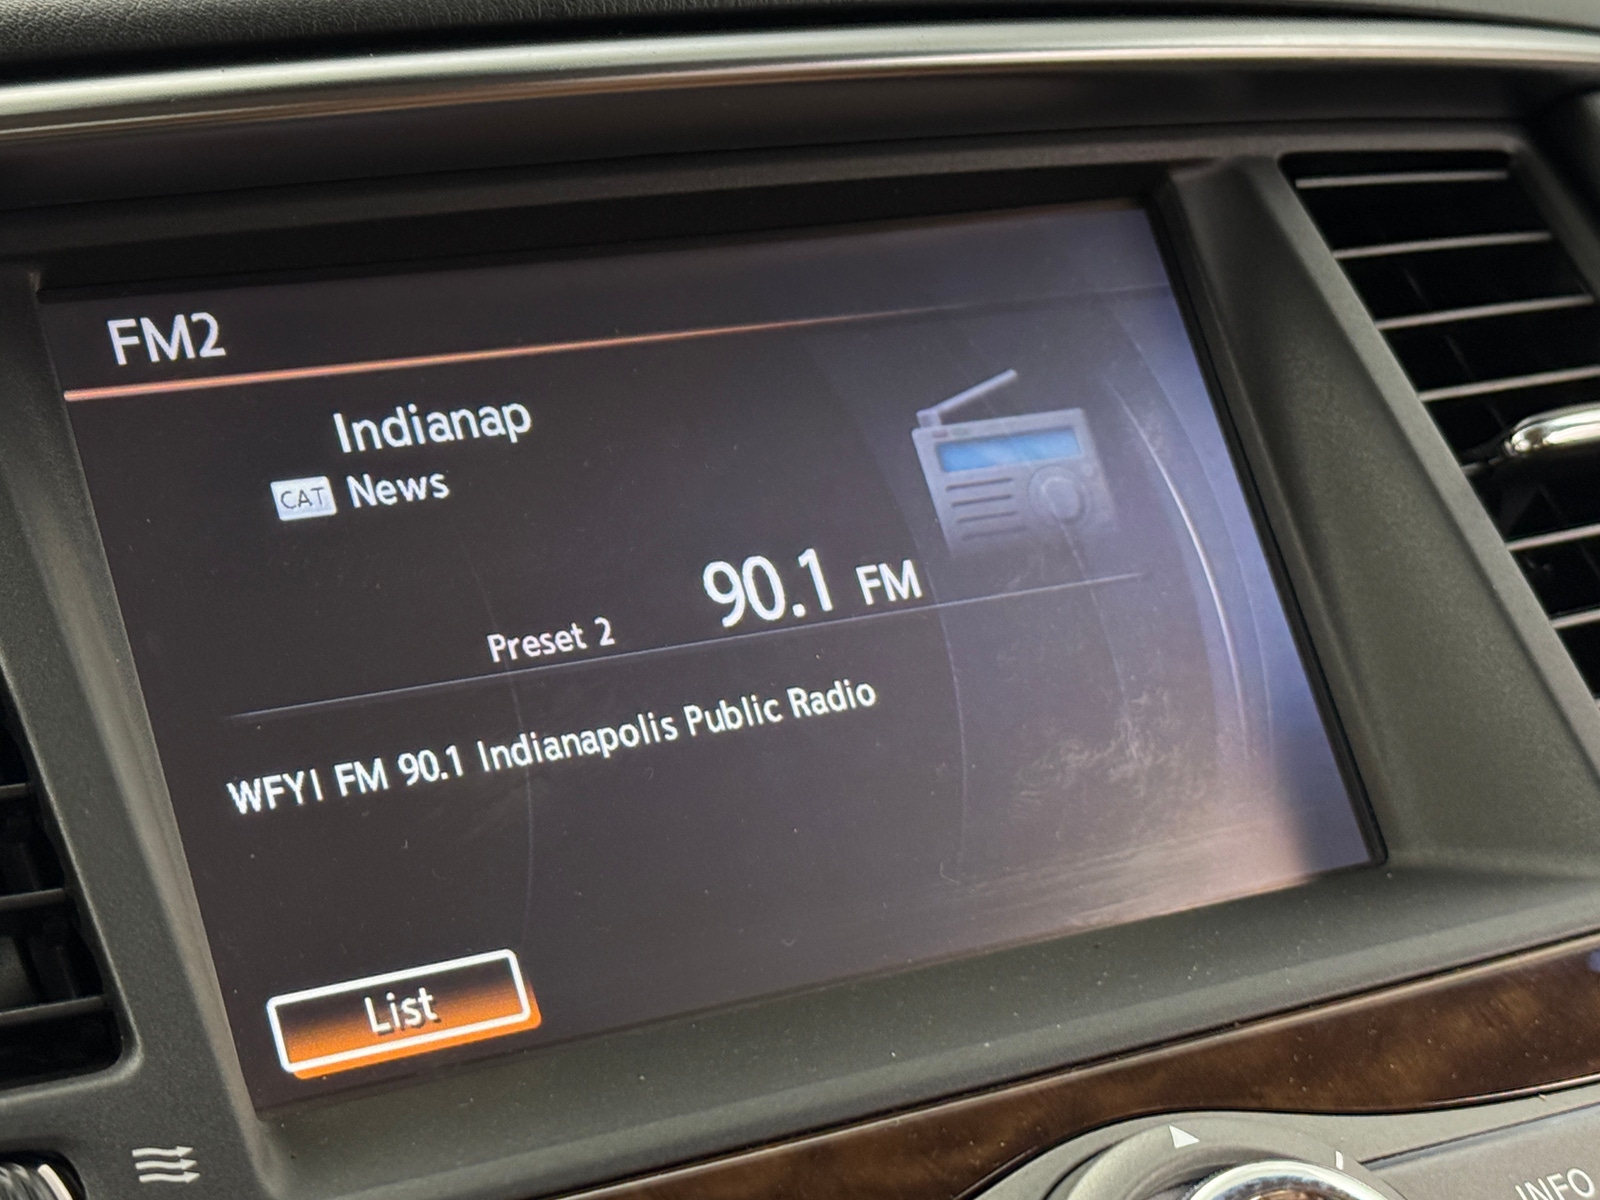 FM2
Indianap
CAT News
90.1 FM
Preset 2
WFYI FM 90.1 Indianapolis Public Radio
List
INFO